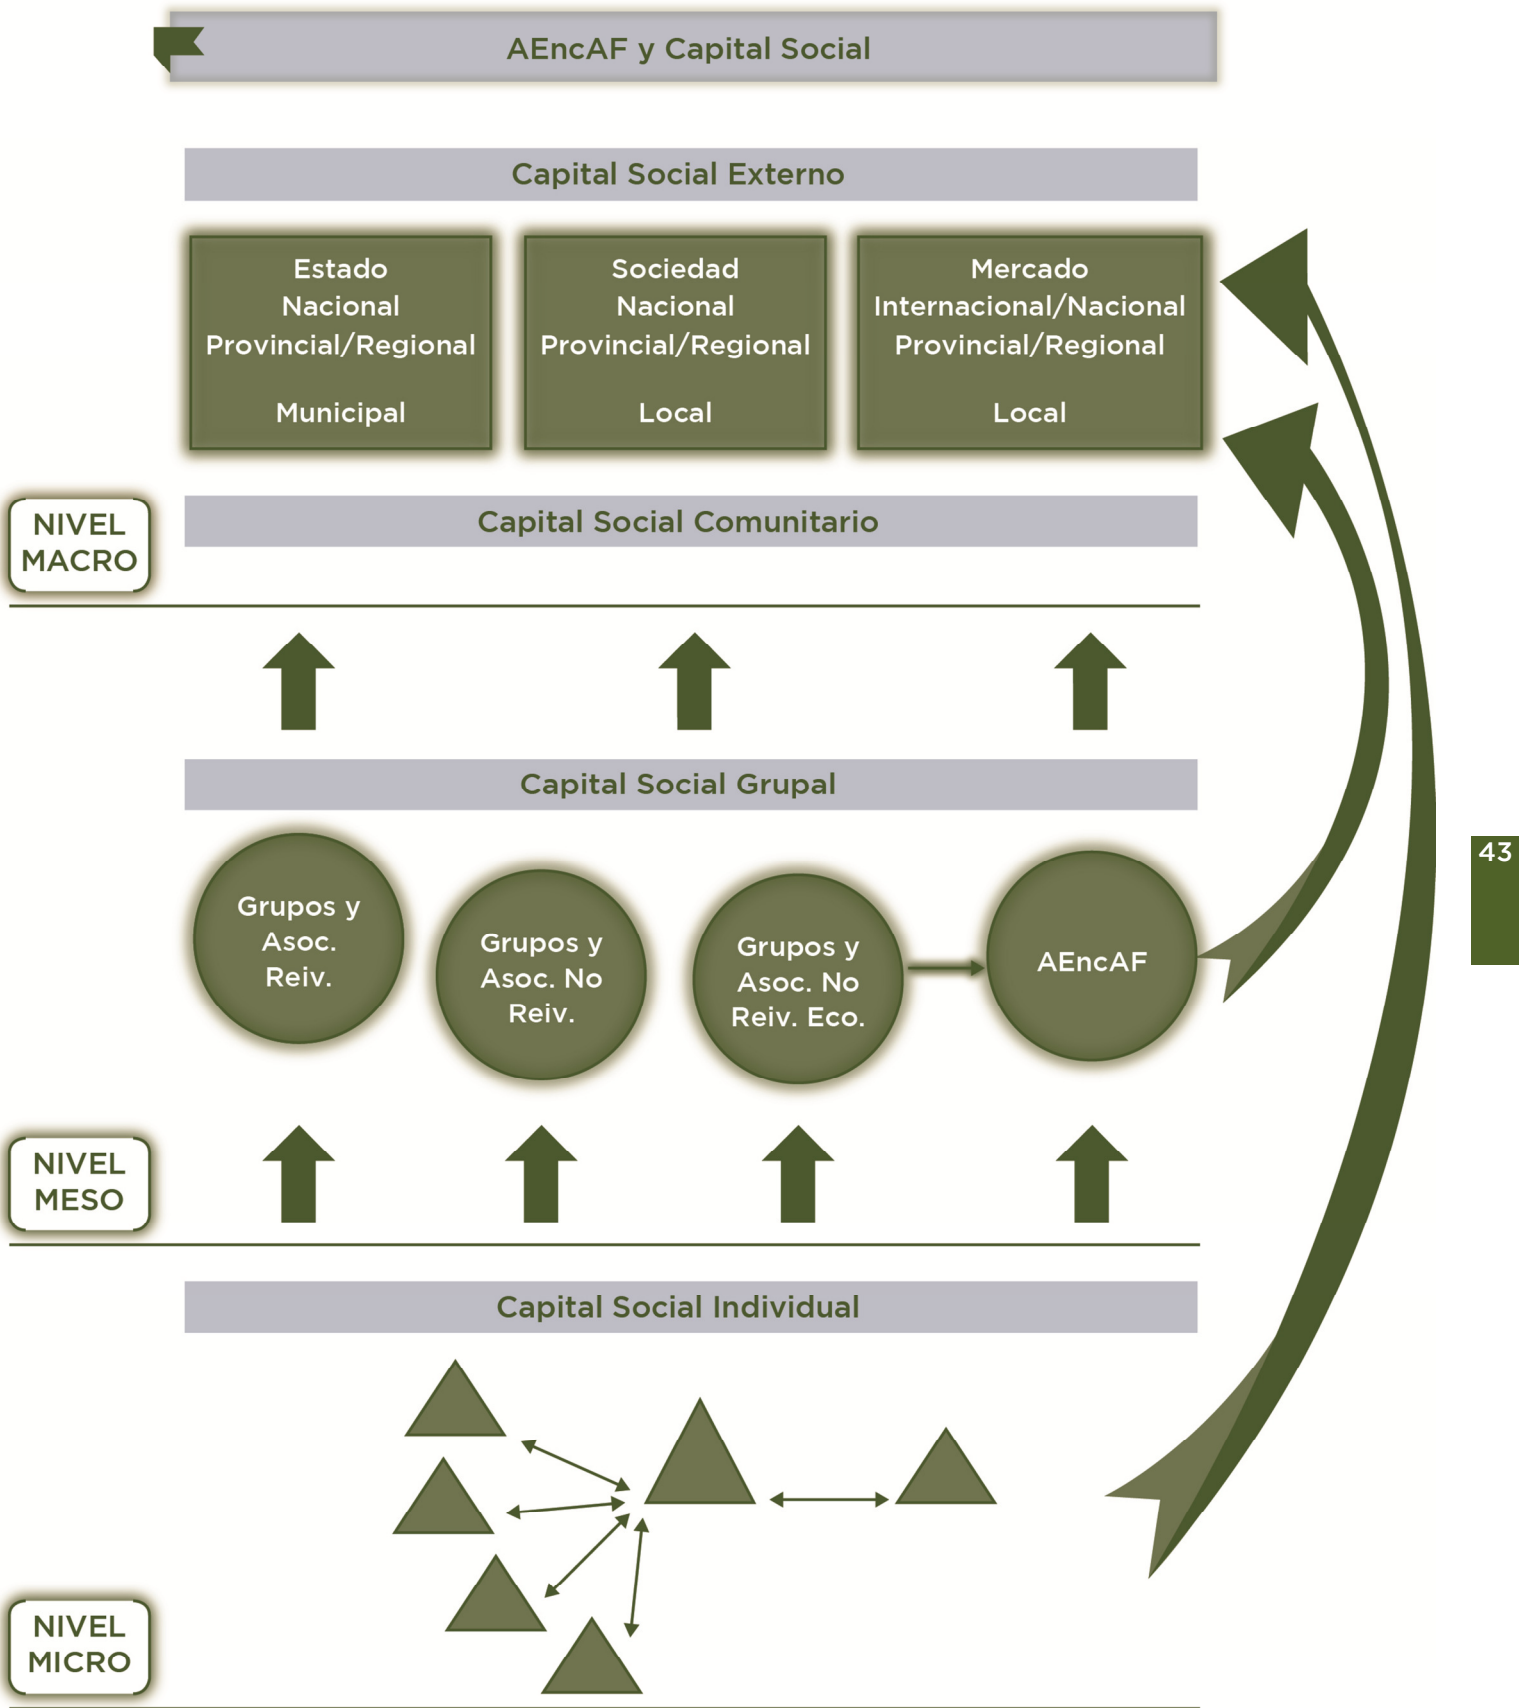 AEncAF y Capital Social
Capital Social Externo
Estado
Nacional
Provincial/Regional
Municipal
Sociedad
Nacional
Provincial/Regional
Local
Mercado
Internacional/Nacional
Provincial/Regional
Local
NIVEL
MACRO
Capital Social Comunitario
Capital Social Grupal
Grupos y
Asoc.
Reiv.
Grupos y
Asoc. No
Reiv.
Grupos y
Asoc. No
Reiv. Eco.
AEncAF
43
NIVEL
MESO
Capital Social Individual
NIVEL
MICRO